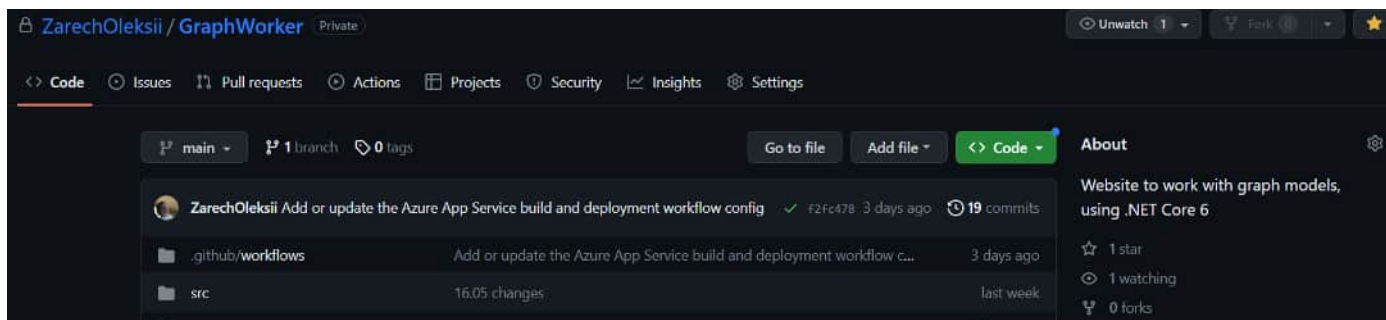 ZarechOleksii / GraphWorker Private
Unwatch 1
Fork 0
Code Issues Pull requests Actions Projects Security Insights Settings
main 1 branch 0 tags
Go to file Add file <> Code
About
Website to work with graph models,
using .NET Core 6
ZarechOleksii Add or update the Azure App Service build and deployment workflow config f2fc478 3 days ago 19 commits
.github/workflows Add or update the Azure App Service build and deployment workflow c... 3 days ago
src 16.05 changes last week
1 star
1 watching
0 forks